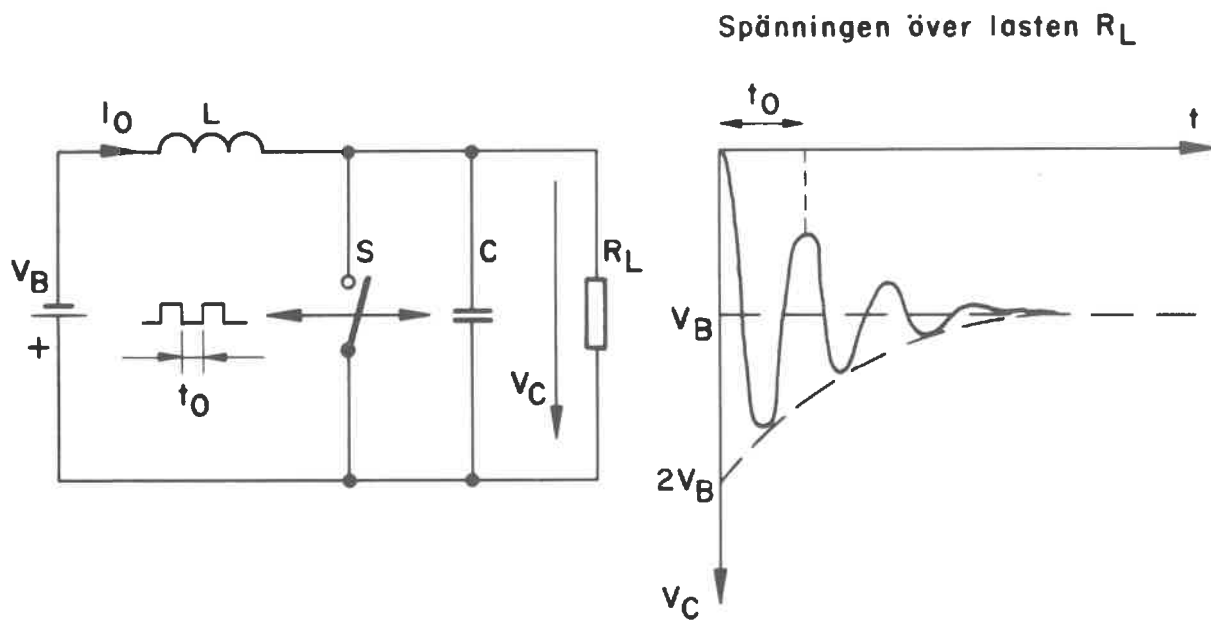 Spänningen över lasten R_L
I_0
L
t_0
t
S
C
R_L
V_B
+
t_0
V_C
V_B
2V_B
V_C